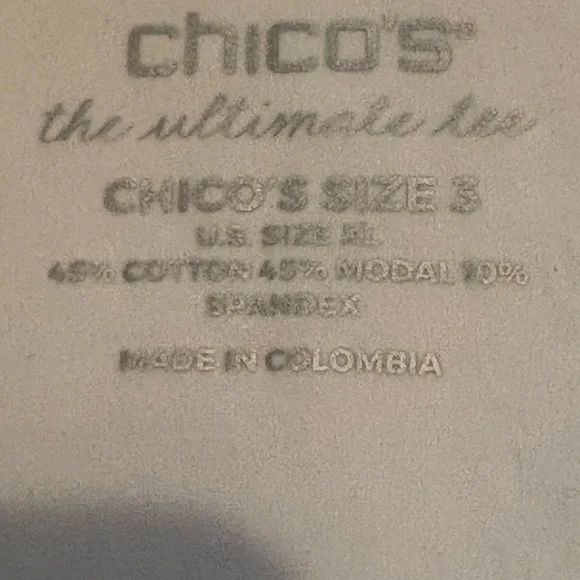 chico's®
the ultimate tee
CHICO'S SIZE 3
U.S. SIZE XL
45% COTTON 45% MODAL 10%
SPANDEX
MADE IN COLOMBIA